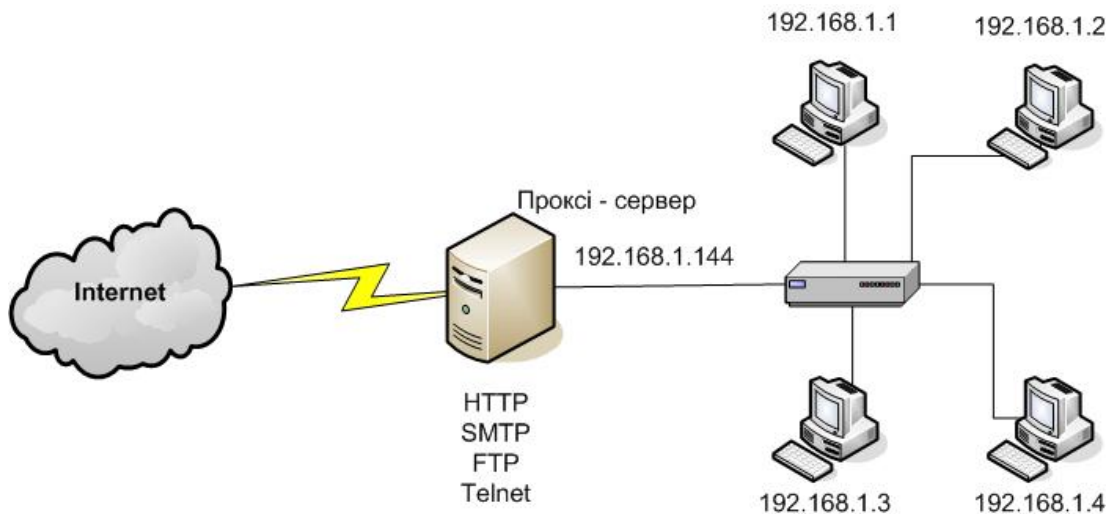 192.168.1.1
192.168.1.2
Проксі - сервер
192.168.1.144
Internet
HTTP
SMTP
FTP
Telnet
192.168.1.3
192.168.1.4